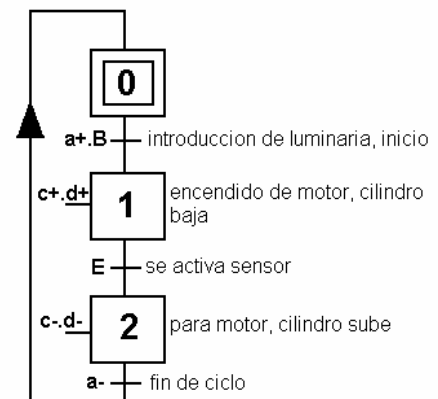 0
a+.B introduccion de luminaria, inicio
c+.d+ 1 encendido de motor, cilindro
baja
E se activa sensor
c-.d- 2 para motor, cilindro sube
a- fin de ciclo